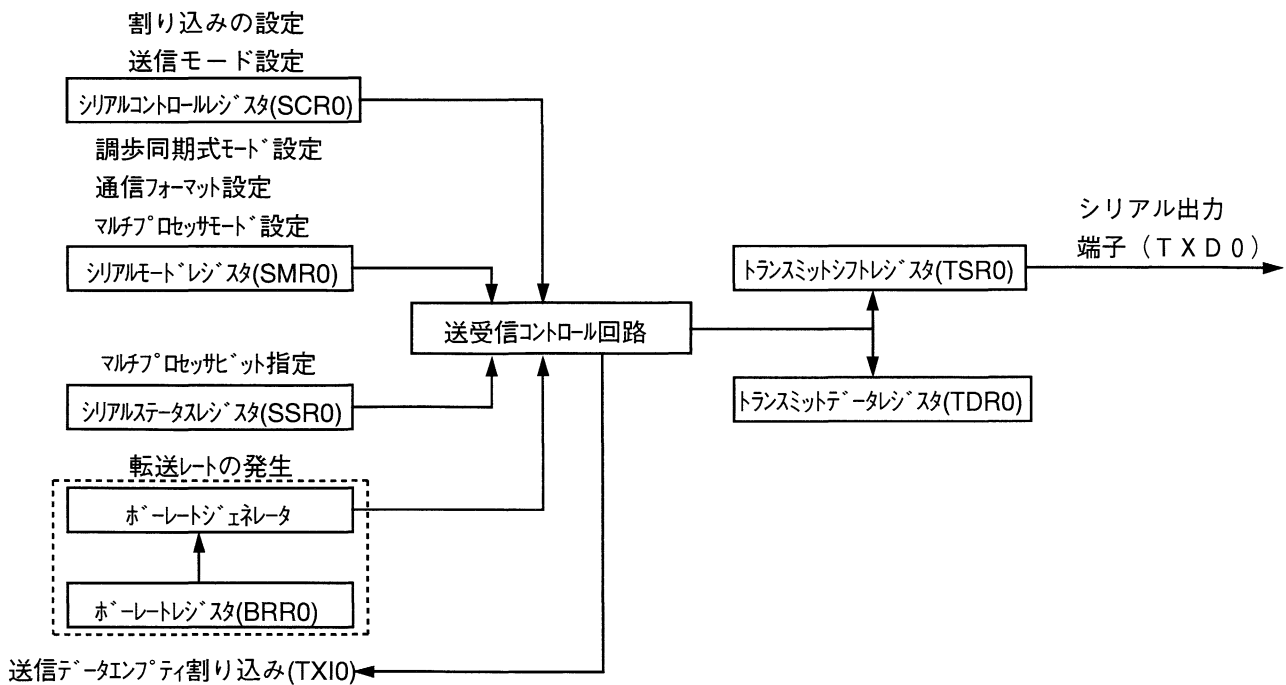 割り込みの設定
送信モード設定
シリアルコントロールレジスタ(SCR0)
調歩同期式モード設定
通信フォーマット設定
マルチプロセッサモード設定
シリアルモードレジスタ(SMR0)
マルチプロセッサビット指定
シリアルステータスレジスタ(SSR0)
転送レートの発生
ボーレートジェネレータ
ボーレートレジスタ(BRR0)
送信データエンプティ割り込み(TXI0)
送受信コントロール回路
トランスミットシフトレジスタ(TSR0)
トランスミットデータレジスタ(TDR0)
シリアル出力
端子（ＴＸＤ０）